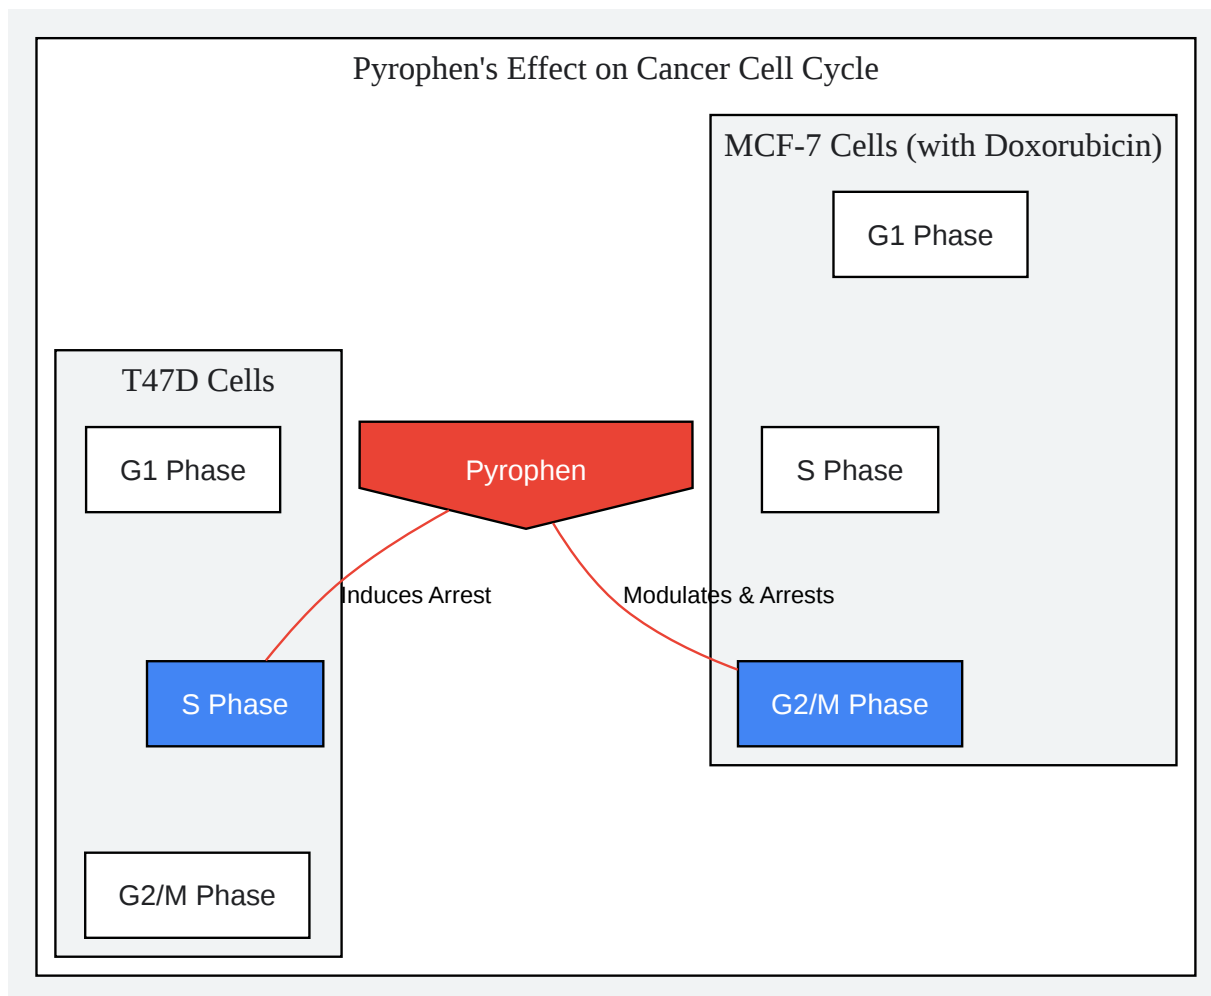 Pyrophen's Effect on Cancer Cell Cycle
MCF-7 Cells (with Doxorubicin)
G1 Phase
S Phase
G2/M Phase
T47D Cells
G1 Phase
S Phase
G2/M Phase
Pyrophen
Induces Arrest
Modulates & Arrests